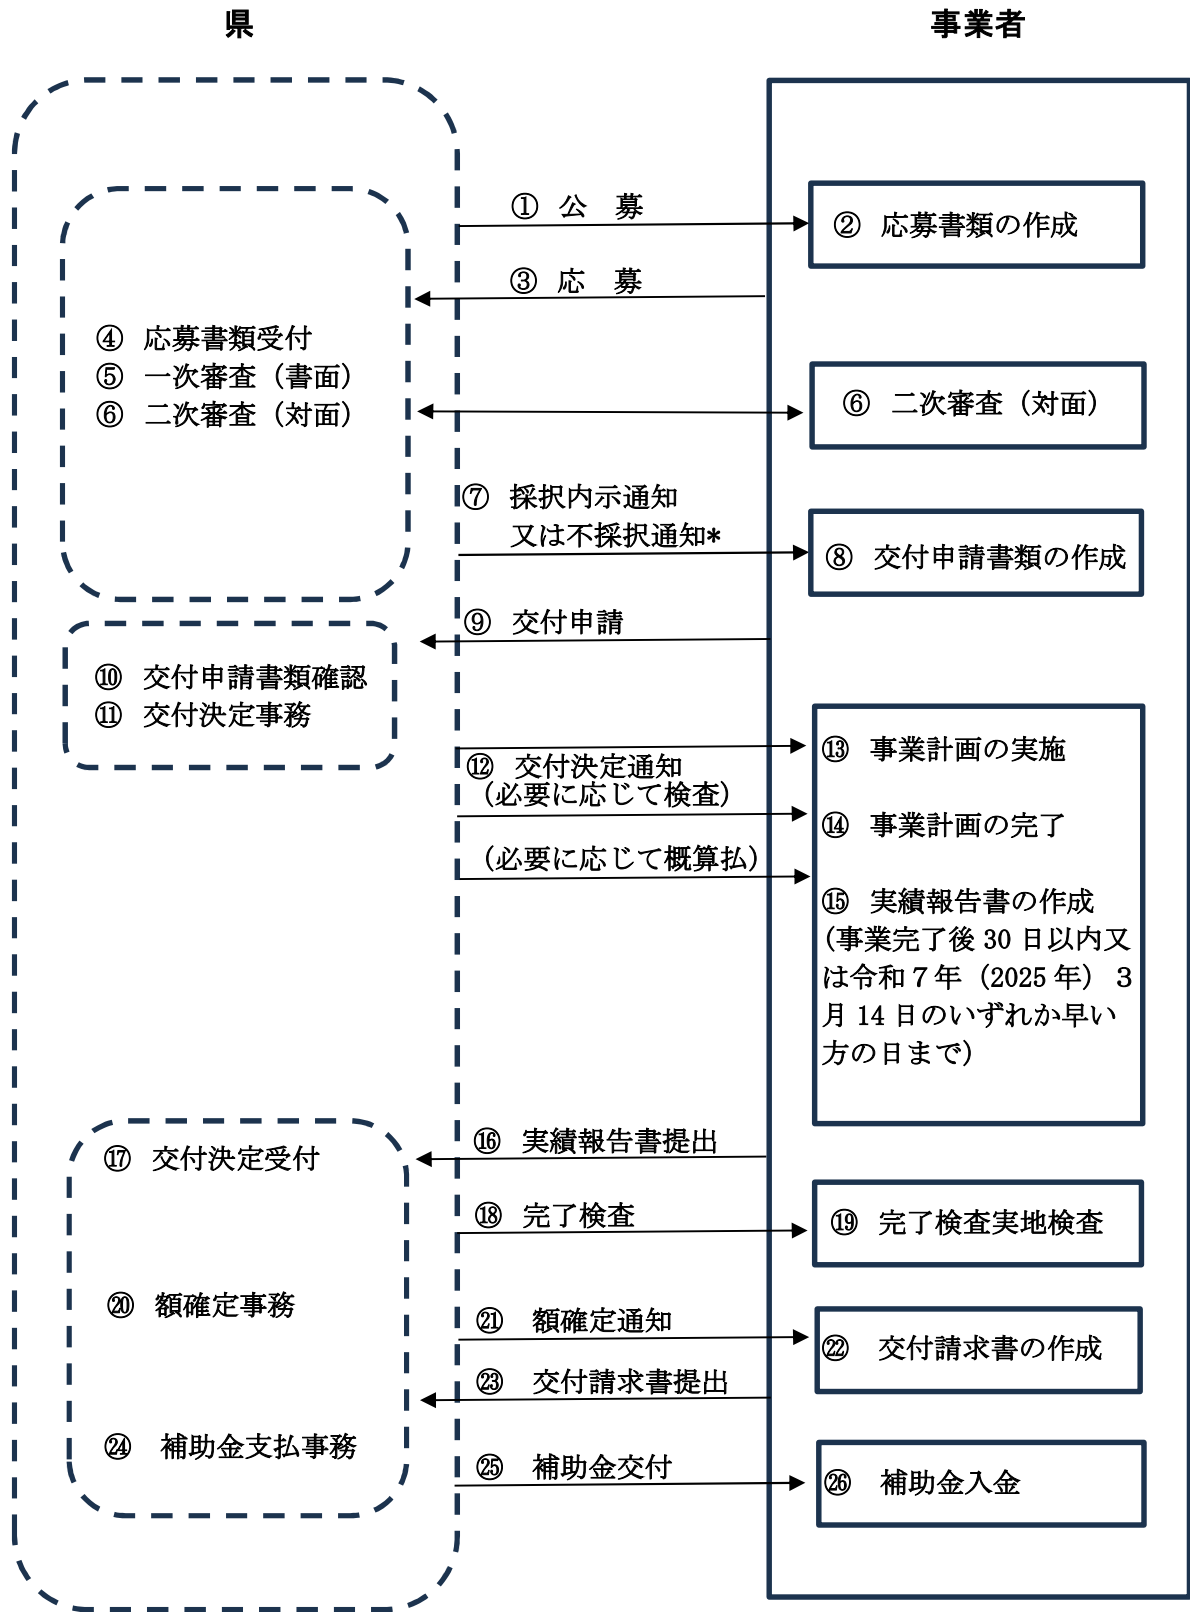 県
事業者
① 公　募
② 応募書類の作成
③ 応　募
④ 応募書類受付
⑤ 一次審査（書面）
⑥ 二次審査（対面）
⑥ 二次審査（対面）
⑦ 採択内示通知
又は不採択通知*
⑧ 交付申請書類の作成
⑨ 交付申請
⑩ 交付申請書類確認
⑪ 交付決定事務
⑫ 交付決定通知
（必要に応じて検査）
（必要に応じて概算払）
⑬ 事業計画の実施
⑭ 事業計画の完了
⑮ 実績報告書の作成
（事業完了後 30 日以内又
は令和７年（2025 年）３
月 14 日のいずれか早い
方の日まで）
⑯ 実績報告書提出
⑰ 交付決定受付
⑱ 完了検査
⑲ 完了検査実地検査
⑳ 額確定事務
㉑ 額確定通知
㉒ 交付請求書の作成
㉓ 交付請求書提出
㉔ 補助金支払事務
㉕ 補助金交付
㉖ 補助金入金